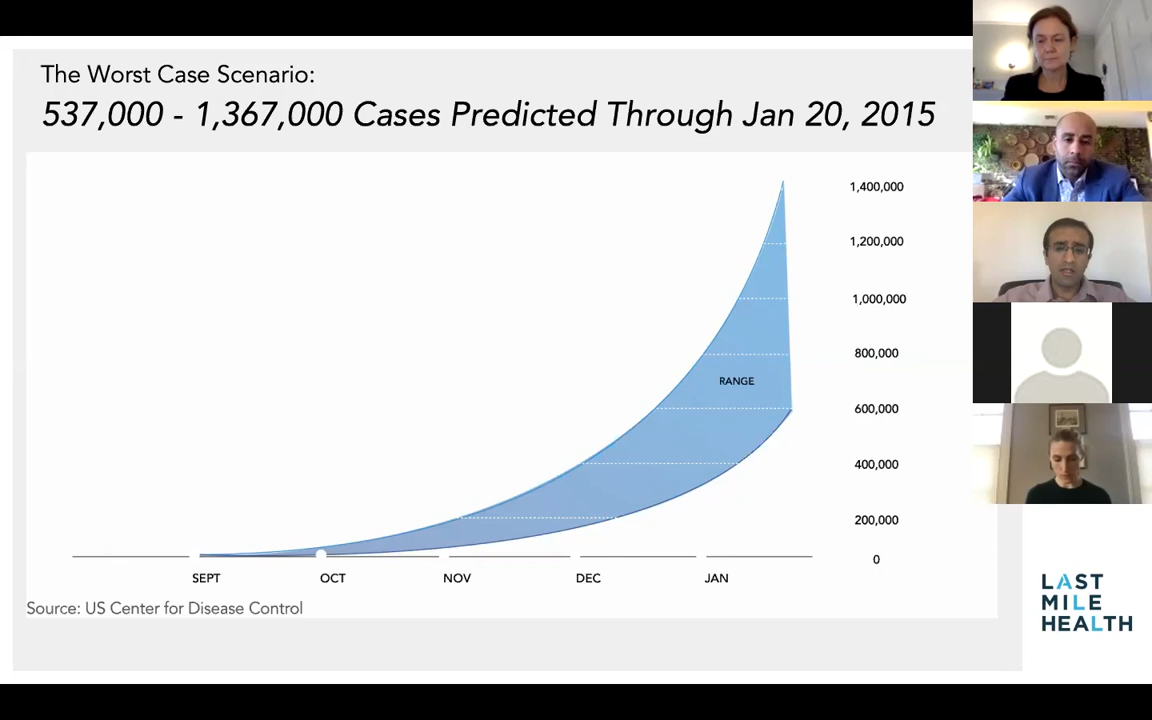 The Worst Case Scenario:
537,000 - 1,367,000 Cases Predicted Through Jan 20, 2015
1,400,000
1,200,000
1,000,000
800,000
RANGE
600,000
400,000
200,000
0
SEPT OCT NOV DEC JAN
Source: US Center for Disease Control
LAST
MILE
HEALTH